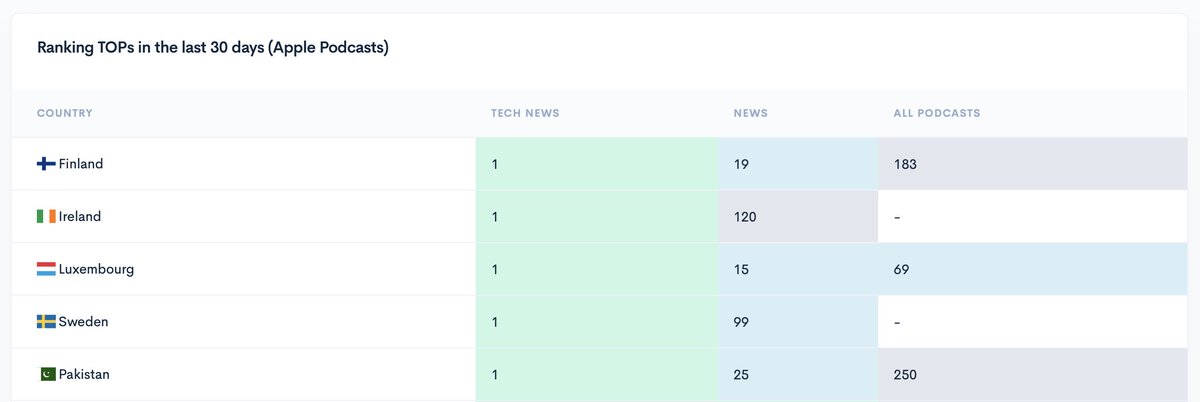 Ranking TOPs in the last 30 days (Apple Podcasts)
COUNTRY TECH NEWS NEWS ALL PODCASTS
Finland 1 19 183
Ireland 1 120 -
Luxembourg 1 15 69
Sweden 1 99 -
Pakistan 1 25 250